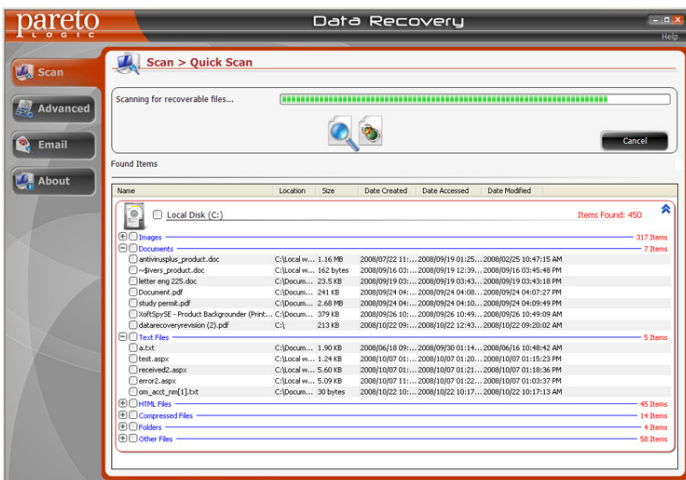 pareto
LOGIC
Data Recovery
Help
Scan
Advanced
Email
About
Scan > Quick Scan
Scanning for recoverable files...
Cancel
Found Items
Name Location Size Date Created Date Accessed Date Modified
Local Disk (C:) Items Found: 450
Images 317 Items
Documents 7 Items
antivirusplus_product.doc C:\Local w... 1.16 MB 2008/07/22 11:... 2008/09/19 01:25... 2008/02/25 10:47:15 AM
~$ivers_product.doc C:\Local w... 162 bytes 2008/09/16 03:... 2008/09/19 12:39... 2008/09/16 03:45:48 PM
letter eng 225.doc C:\Docum... 23.5 KB 2008/09/19 03:... 2008/09/19 03:43... 2008/09/19 03:43:18 PM
Document.pdf C:\Docum... 241 KB 2008/09/24 04:... 2008/09/24 04:08... 2008/09/24 04:07:27 PM
study permit.pdf C:\Docum... 2.68 MB 2008/09/24 04:... 2008/09/24 04:10... 2008/09/24 04:09:49 PM
XoftSpySE - Product Backgrounder (Print... C:\Docum... 379 KB 2008/09/26 10:... 2008/09/26 10:49... 2008/09/26 10:49:09 AM
datarecoveryrevision (2).pdf C:\ 213 KB 2008/10/22 09:... 2008/10/22 12:43... 2008/10/22 09:20:02 AM
Text Files 5 Items
a.txt C:\Docum... 1.90 KB 2008/06/18 09:... 2008/09/30 01:14... 2008/06/16 10:48:42 AM
test.aspx C:\Local w... 1.24 KB 2008/10/07 01:... 2008/10/07 01:20... 2008/10/07 01:15:23 PM
received2.aspx C:\Local w... 5.60 KB 2008/10/07 01:... 2008/10/07 01:21... 2008/10/07 01:18:36 PM
error2.aspx C:\Local w... 5.09 KB 2008/10/07 11:... 2008/10/07 01:22... 2008/10/07 01:03:37 PM
om_acct_nm[1].txt C:\Docum... 30 bytes 2008/10/22 10:... 2008/10/22 10:17... 2008/10/22 10:17:13 AM
HTML Files 45 Items
Compressed Files 14 Items
Folders 4 Items
Other Files 58 Items